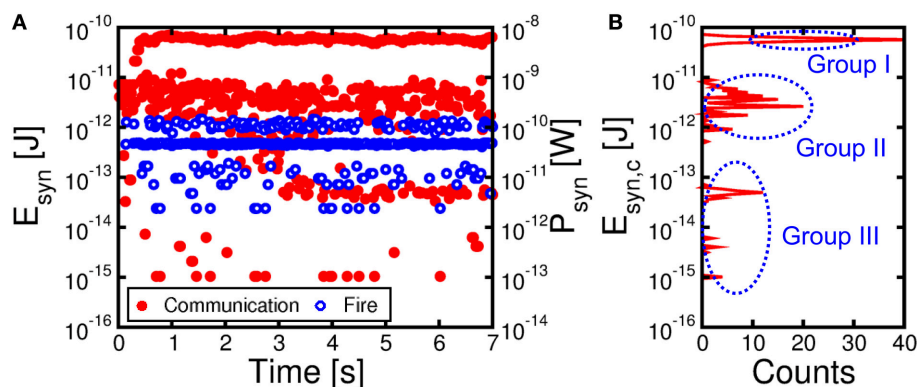 A
B
E_syn [J]
10^-10
10^-11
10^-12
10^-13
10^-14
10^-15
10^-16
Communication
Fire
0 1 2 3 4 5 6 7
Time [s]
10^-8
10^-9
10^-10
10^-11
10^-12
10^-13
10^-14
P_syn [W]
E_syn,c [J]
10^-10
10^-11
10^-12
10^-13
10^-14
10^-15
10^-16
Group I
Group II
Group III
0 10 20 30 40
Counts